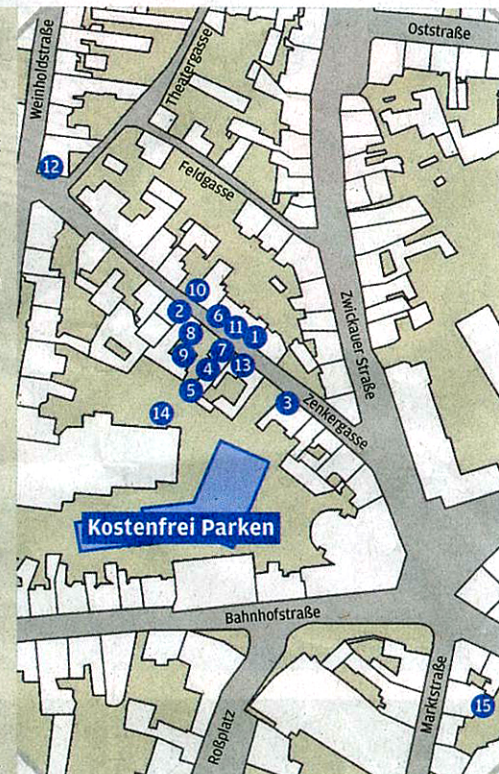 Oststraße
Weinholdstraße
Theatergasse
12
Feldgasse
10
2
6
11
1
8
7
9
4
13
5
3
14
Zwickauer Straße
Zenkergasse
Kostenfrei Parken
Bahnhofstraße
Marktstraße
15
Roßplatz